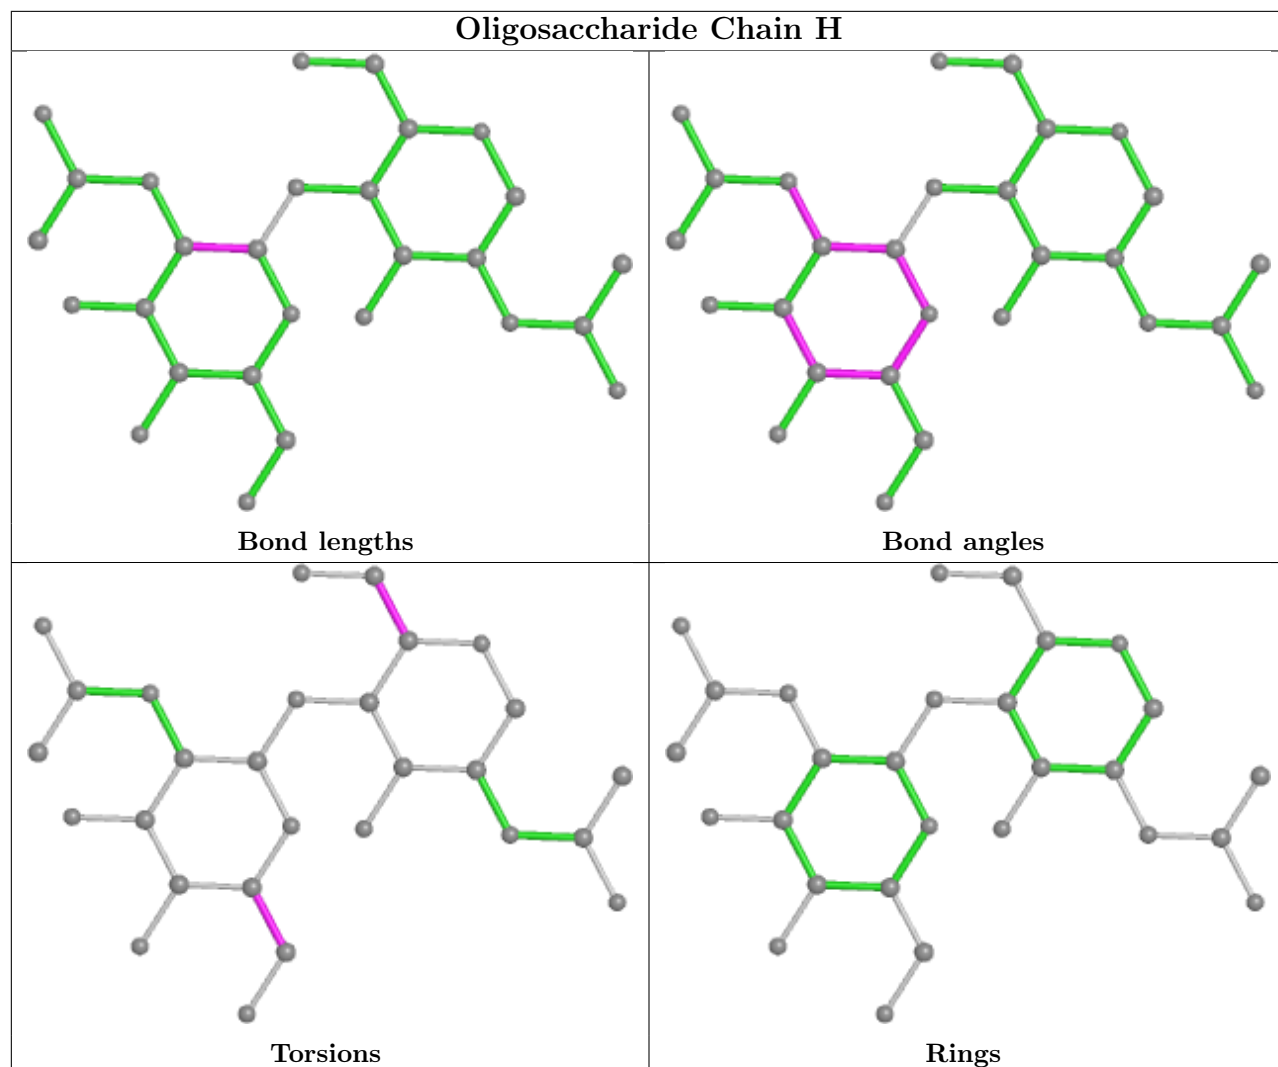 Oligosaccharide Chain H
Bond lengths
Bond angles
Torsions
Rings